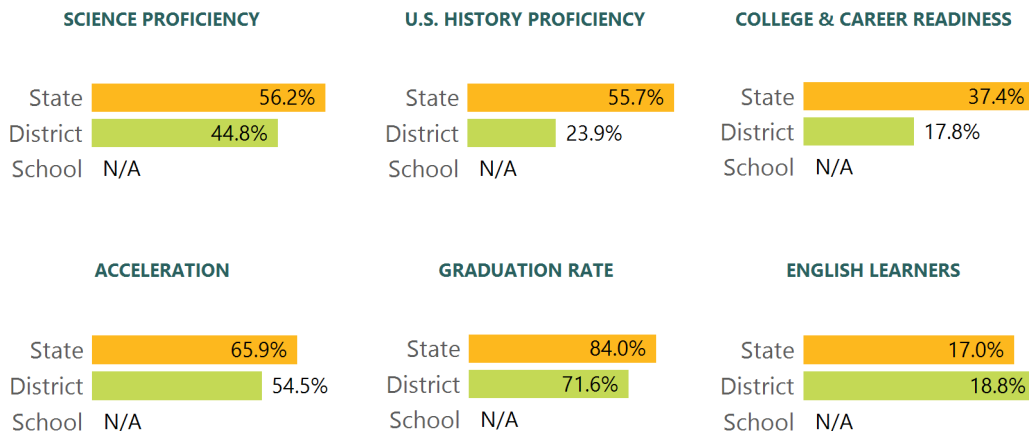 SCIENCE PROFICIENCY
State 56.2%
District 44.8%
School N/A
U.S. HISTORY PROFICIENCY
State 55.7%
District 23.9%
School N/A
COLLEGE & CAREER READINESS
State 37.4%
District 17.8%
School N/A
ACCELERATION
State 65.9%
District 54.5%
School N/A
GRADUATION RATE
State 84.0%
District 71.6%
School N/A
ENGLISH LEARNERS
State 17.0%
District 18.8%
School N/A